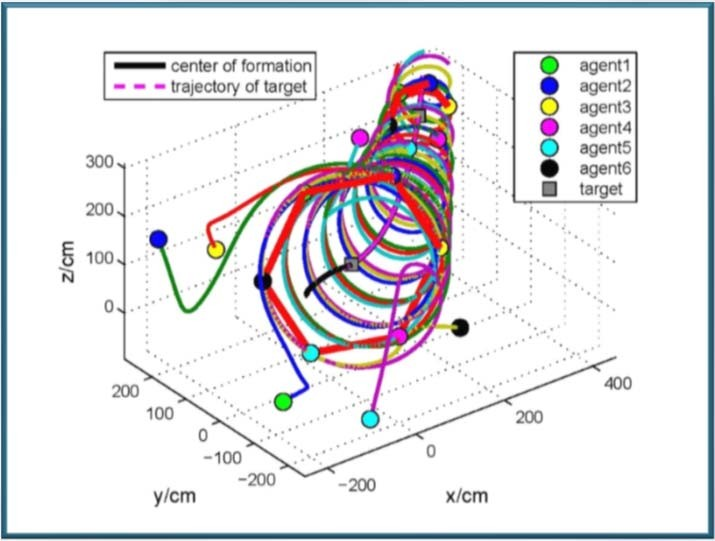 center of formation
trajectory of target
agent1
agent2
agent3
agent4
agent5
agent6
target
300
200
100
0
z/cm
200
100
0
−100
−200
y/cm
−200
0
200
400
x/cm